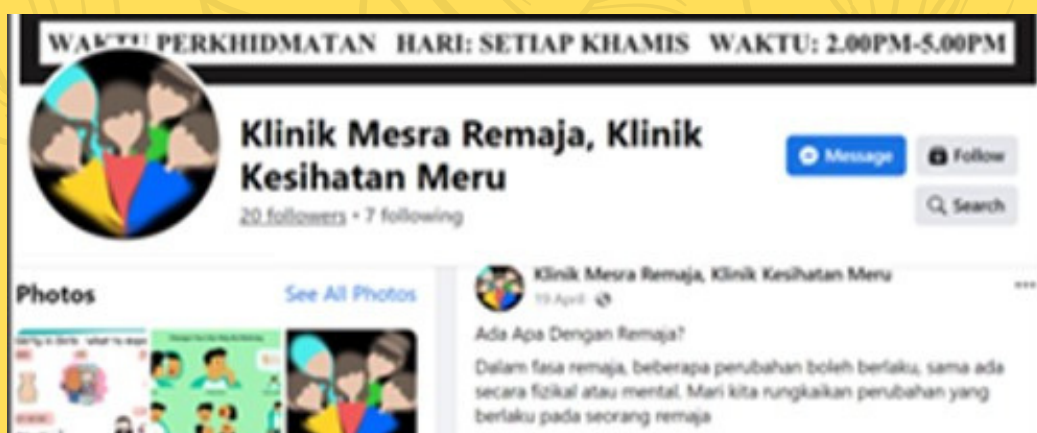 WAKTU PERKHIDMATAN HARI: SETIAP KHAMIS WAKTU: 2.00PM-5.00PM
Klinik Mesra Remaja, Klinik
Kesihatan Meru
20 followers • 7 following
Message
Follow
Search
Photos
See All Photos
Klinik Mesra Remaja, Klinik Kesihatan Meru
19 April
Ada Apa Dengan Remaja?
Dalam fasa remaja, beberapa perubahan boleh berlaku, sama ada
secara fizikal atau mental. Mari kita rungkaikan perubahan yang
berlaku pada seorang remaja